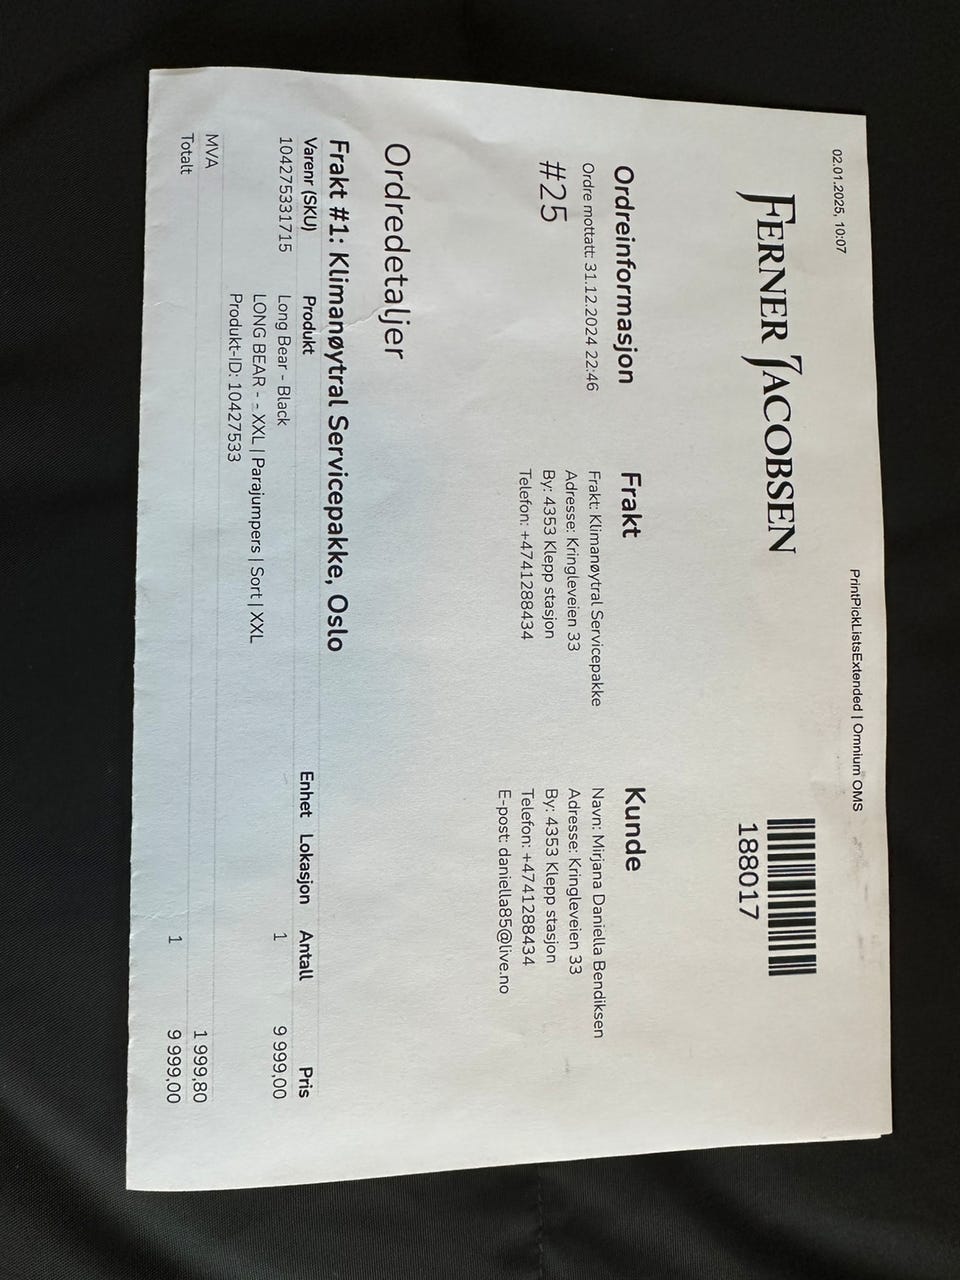 02.01.2025, 10:07
PrintPickListsExtended | Omnium OMS
FERNER JACOBSEN
188017
Ordreinformasjon
Ordre mottatt: 31.12.2024 22:46
#25
Frakt
Frakt: Klimanøytral Servicepakke
Adresse: Kringleveien 33
By: 4353 Klepp stasjon
Telefon: +4741288434
Kunde
Navn: Mirjana Daniella Bendiksen
Adresse: Kringleveien 33
By: 4353 Klepp stasjon
Telefon: +4741288434
E-post: daniella85@live.no
Ordredetaljer
Frakt #1: Klimanøytral Servicepakke, Oslo
Varenr (SKU) Produkt Enhet Lokasjon Antall Pris
104275331715 Long Bear - Black 1 9 999,00
LONG BEAR - - XXL | Parajumpers | Sort | XXL
Produkt-ID: 10427533
MVA 1 999,80
Totalt 1 9 999,00